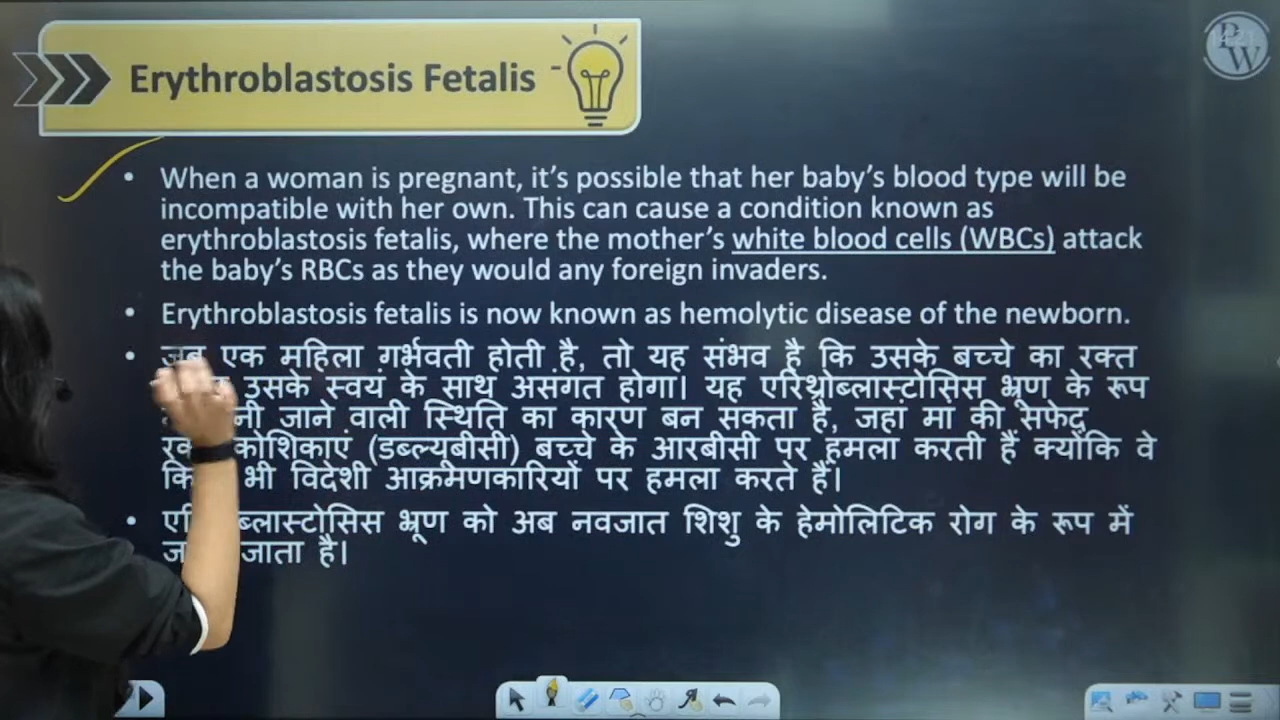 Erythroblastosis Fetalis
PW
• When a woman is pregnant, it’s possible that her baby’s blood type will be
incompatible with her own. This can cause a condition known as
erythroblastosis fetalis, where the mother’s white blood cells (WBCs) attack
the baby’s RBCs as they would any foreign invaders.
• Erythroblastosis fetalis is now known as hemolytic disease of the newborn.
• जब एक महिला गर्भवती होती है, तो यह संभव है कि उसके बच्चे का रक्त
उसके स्वयं के साथ असंगत होगा। यह एरिथ्रोब्लास्टोसिस भ्रूण के रूप
जाने वाली स्थिति का कारण बन सकता है, जहां मां की सफेद
कोशिकाएं (डब्ल्यूबीसी) बच्चे के आरबीसी पर हमला करती हैं क्योंकि वे
भी विदेशी आक्रमणकारियों पर हमला करते हैं।
• भ्रूण को अब नवजात शिशु के हेमोलिटिक रोग के रूप में
जाता है।